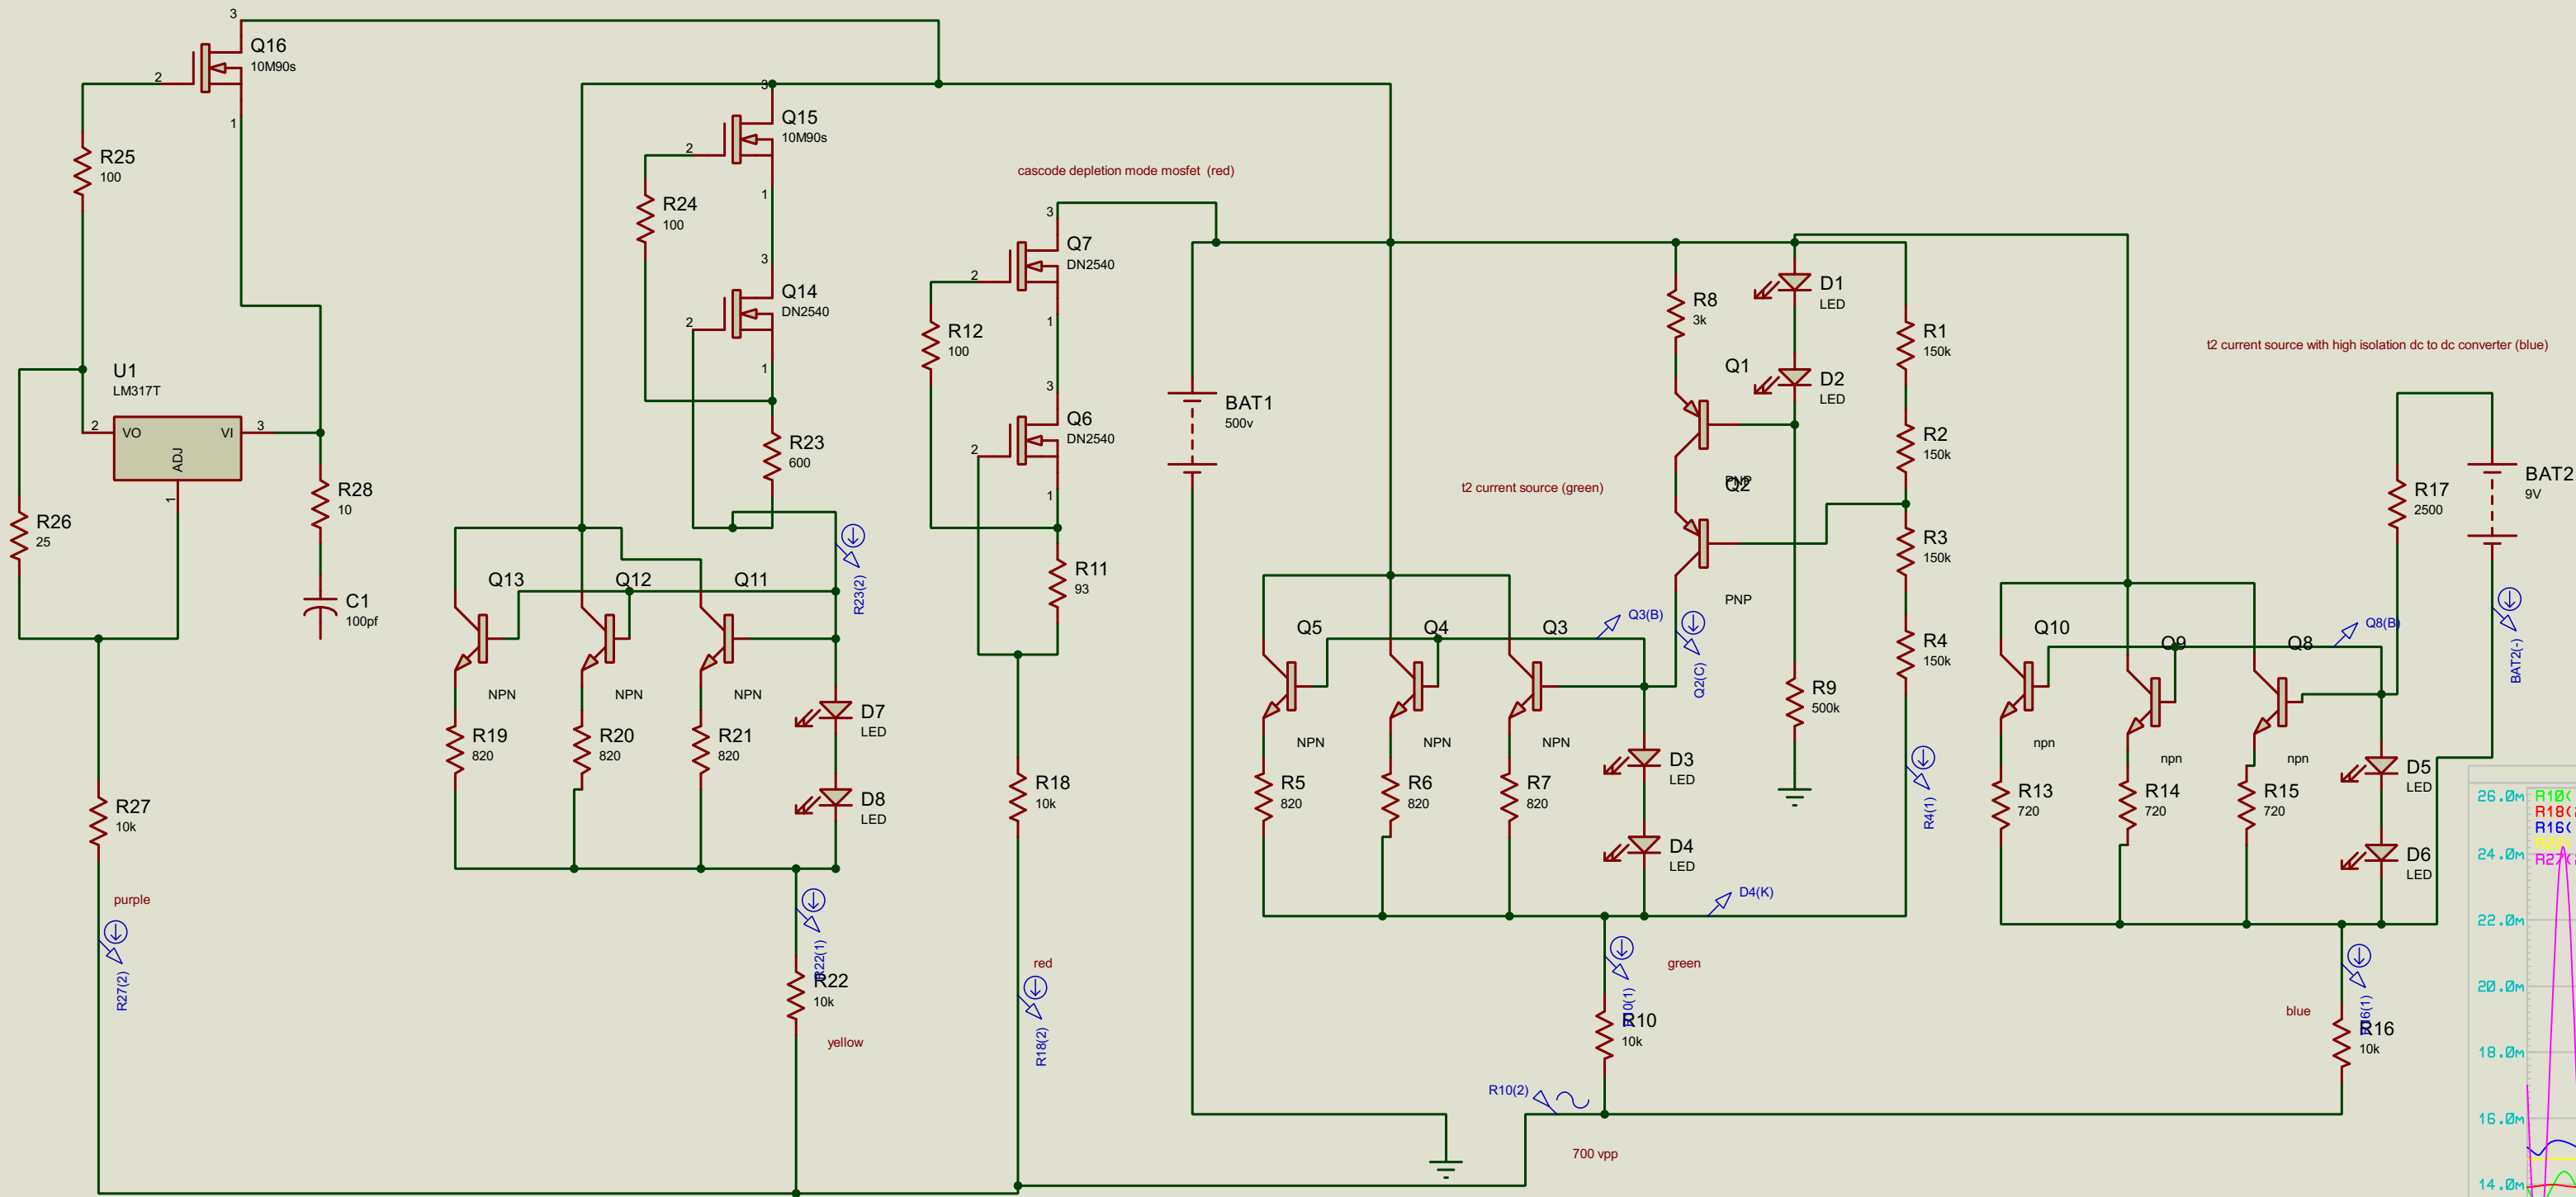 3
Q16
10M90s
2
1
R25
100
U1
LM317T
2
VO
VI
3
ADJ
1
R26
25
R28
10
C1
100pf
R27
10k
purple
R27(2)
3
Q15
10M90s
2
1
R24
100
3
Q14
DN2540
2
1
R23
600
R23(2)
Q13
Q12
Q11
NPN
NPN
NPN
R19
820
R20
820
R21
820
D7
LED
D8
LED
R22(1)
R22
10k
yellow
cascode depletion mode mosfet (red)
3
Q7
DN2540
2
1
R12
100
3
Q6
DN2540
2
1
R11
93
R18
10k
red
R18(2)
BAT1
500v
t2 current source (green)
R8
3k
D1
LED
Q1
D2
LED
PNP
Q2
PNP
R1
150k
R2
150k
R3
150k
R4
150k
R9
500k
R4(1)
Q2(C)
Q3(B)
Q5
Q4
Q3
NPN
NPN
NPN
R5
820
R6
820
R7
820
D3
LED
D4
LED
D4(K)
green
R10
10k
R10(2)
700 vpp
t2 current source with high isolation dc to dc converter (blue)
R17
2500
BAT2
9V
BAT2(-)
Q8(B)
Q10
Q9
Q8
npn
npn
npn
R13
720
R14
720
R15
720
D5
LED
D6
LED
blue
R16
10k
26.0m
R10(
R18(
R16(
24.0m
R27(
22.0m
20.0m
18.0m
16.0m
14.0m